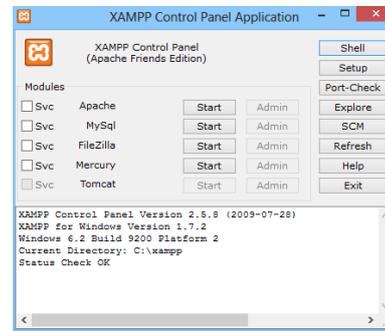 XAMPP Control Panel Application
XAMPP Control Panel
(Apache Friends Edition)
Shell
Setup
Modules
Port-Check
Svc Apache Start Admin Explore
Svc MySql Start Admin SCM
Svc FileZilla Start Admin Refresh
Svc Mercury Start Admin Help
Svc Tomcat Start Admin Exit
XAMPP Control Panel Version 2.5.8 (2009-07-28)
XAMPP for Windows Version 1.7.2
Windows 6.2 Build 9200 Platform 2
Current Directory: C:\xampp
Status Check OK